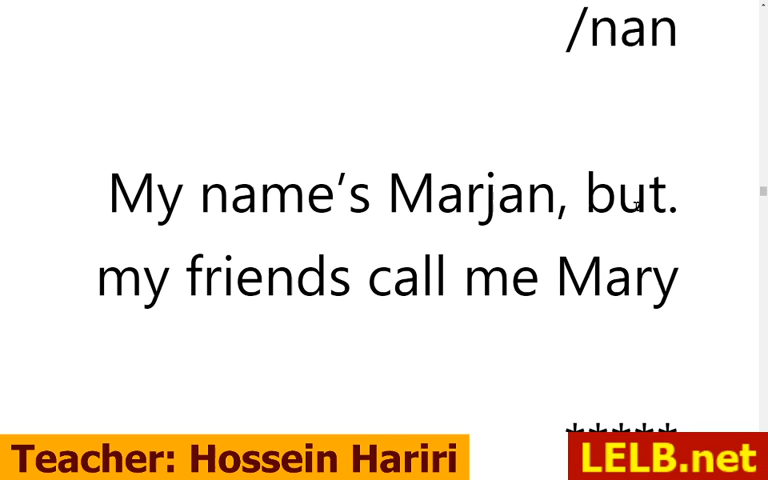 /nan
My name's Marjan, but.
my friends call me Mary
*****
Teacher: Hossein Hariri
LELB.net